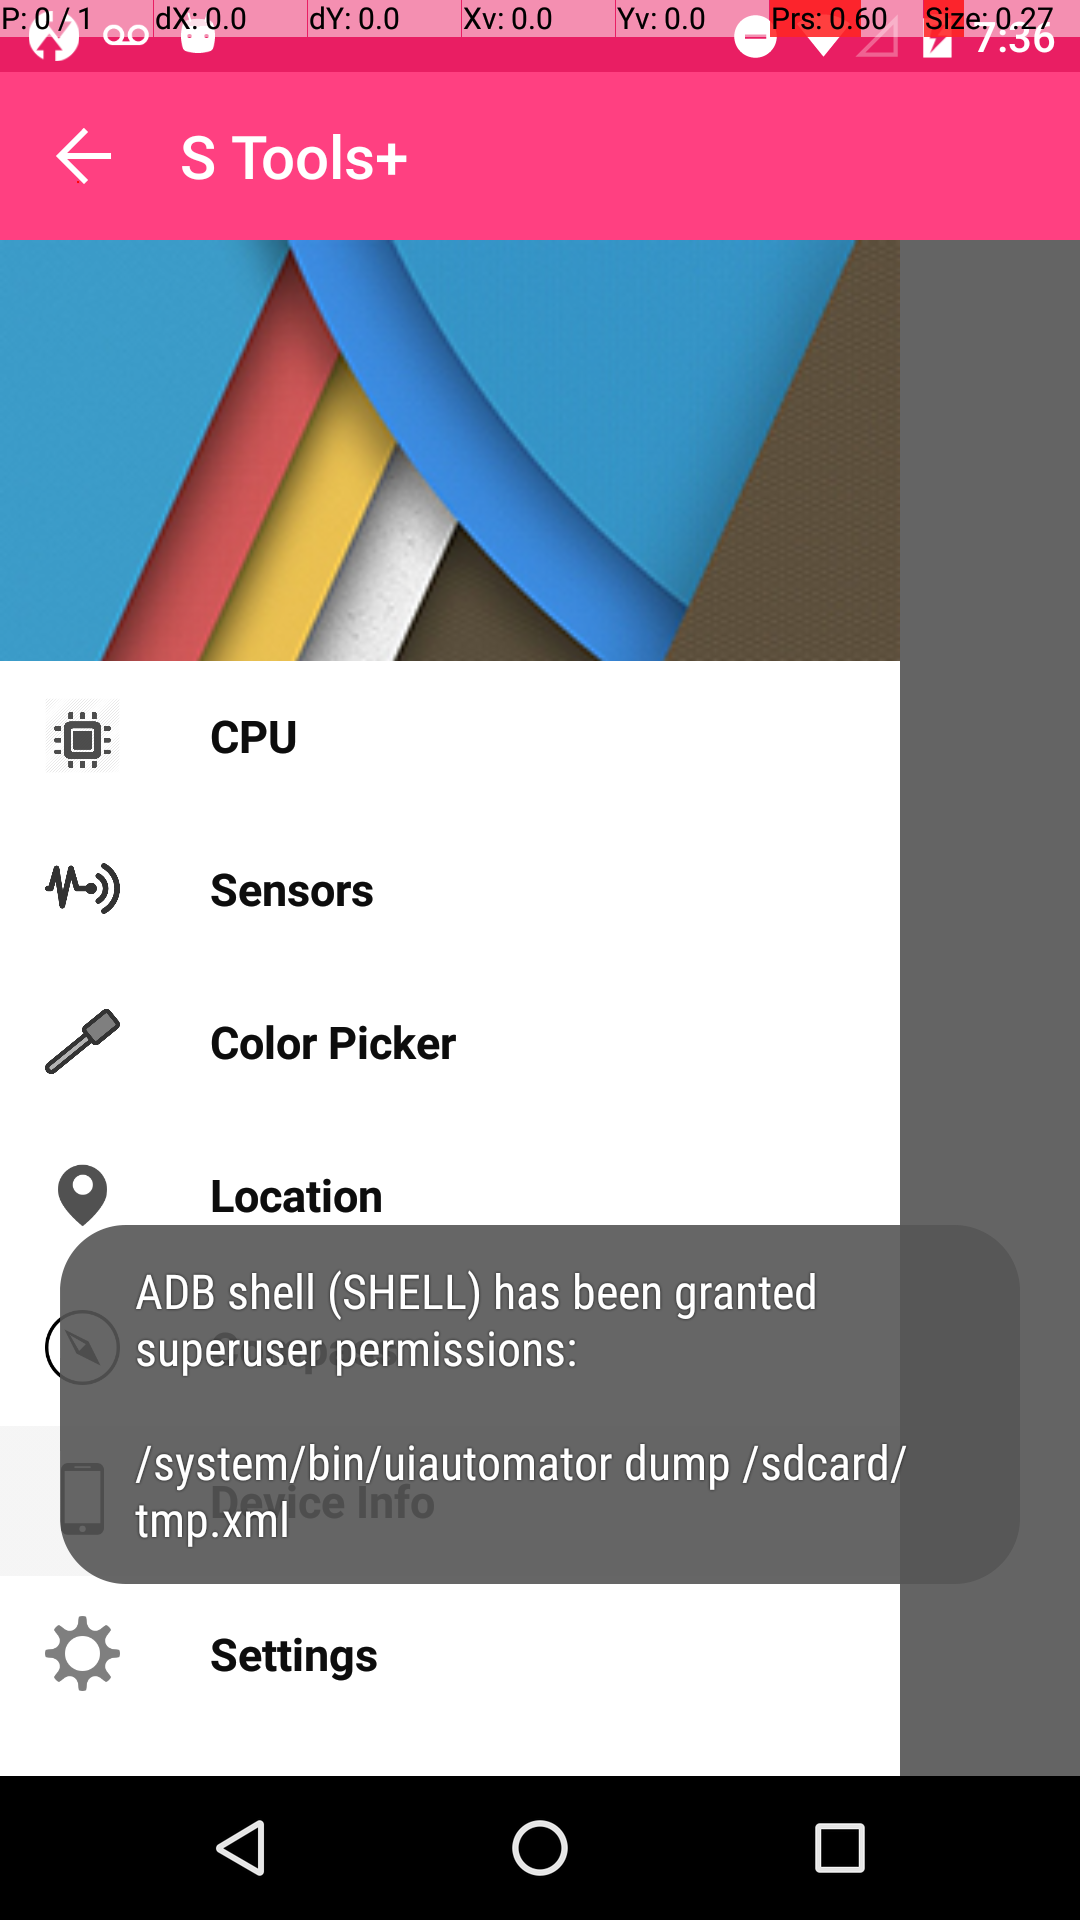 P: 0 / 1 dX: 0.0 dY: 0.0 Xv: 0.0 Yv: 0.0 Prs: 0.60 Size: 0.27
7:36
S Tools+
CPU
Sensors
Color Picker
Location
ADB shell (SHELL) has been granted
superuser permissions:
Compass
/system/bin/uiautomator dump /sdcard/
tmp.xml
Device Info
Settings